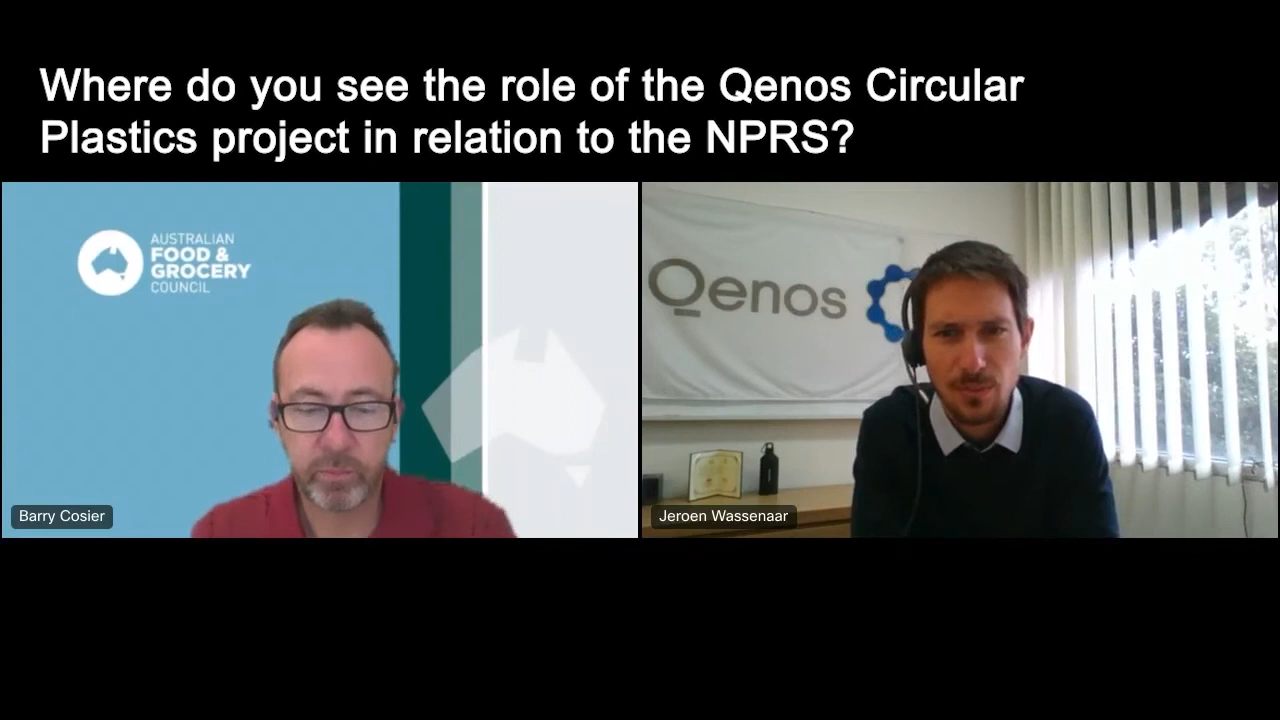 Where do you see the role of the Qenos Circular
Plastics project in relation to the NPRS?
AUSTRALIAN
FOOD &
GROCERY
COUNCIL
Qenos
Barry Cosier
Jeroen Wassenaar